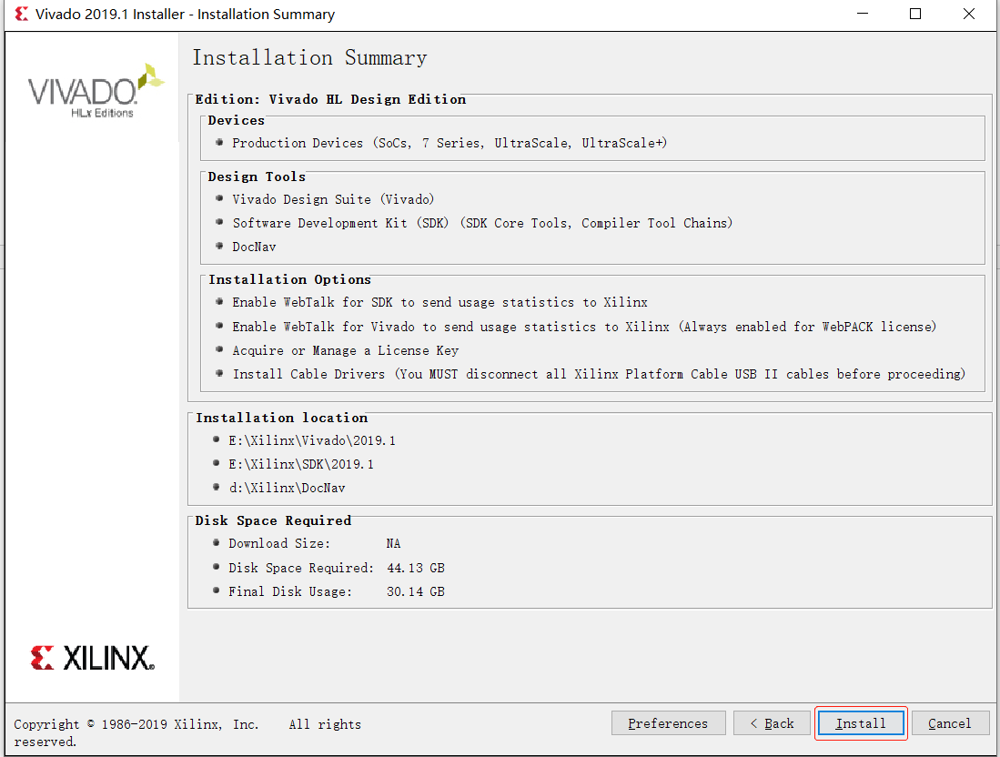 Vivado 2019.1 Installer - Installation Summary
VIVADO.
HLx Editions
Installation Summary
Edition: Vivado HL Design Edition
Devices
Production Devices (SoCs, 7 Series, UltraScale, UltraScale+)
Design Tools
Vivado Design Suite (Vivado)
Software Development Kit (SDK) (SDK Core Tools, Compiler Tool Chains)
DocNav
Installation Options
Enable WebTalk for SDK to send usage statistics to Xilinx
Enable WebTalk for Vivado to send usage statistics to Xilinx (Always enabled for WebPACK license)
Acquire or Manage a License Key
Install Cable Drivers (You MUST disconnect all Xilinx Platform Cable USB II cables before proceeding)
Installation location
E:\Xilinx\Vivado\2019.1
E:\Xilinx\SDK\2019.1
d:\Xilinx\DocNav
Disk Space Required
Download Size: NA
Disk Space Required: 44.13 GB
Final Disk Usage: 30.14 GB
XILINX®
Copyright © 1986-2019 Xilinx, Inc. All rights
reserved.
Preferences
< Back
Install
Cancel